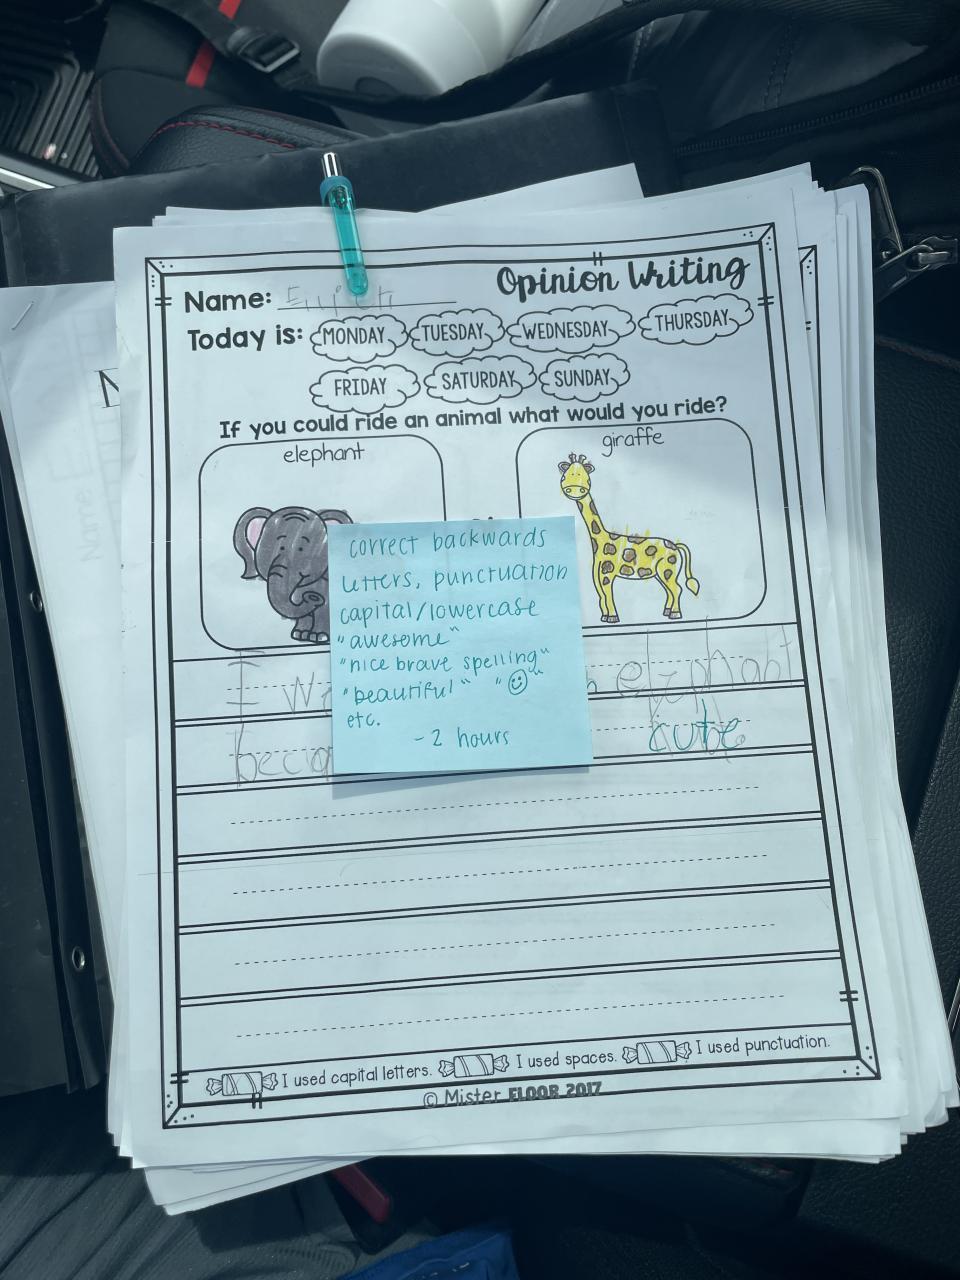 Opinion Writing
Name:
Today is: MONDAY TUESDAY WEDNESDAY THURSDAY
FRIDAY SATURDAY SUNDAY
If you could ride an animal what would you ride?
elephant giraffe
correct backwards
letters, punctuation
capital/lowercase
"awesome"
"nice brave spelling"
"beautiful" "☺"
etc.
- 2 hours
I elephant
cute
I used capital letters. I used spaces. I used punctuation.
© Mister FLOOR 2017
Name